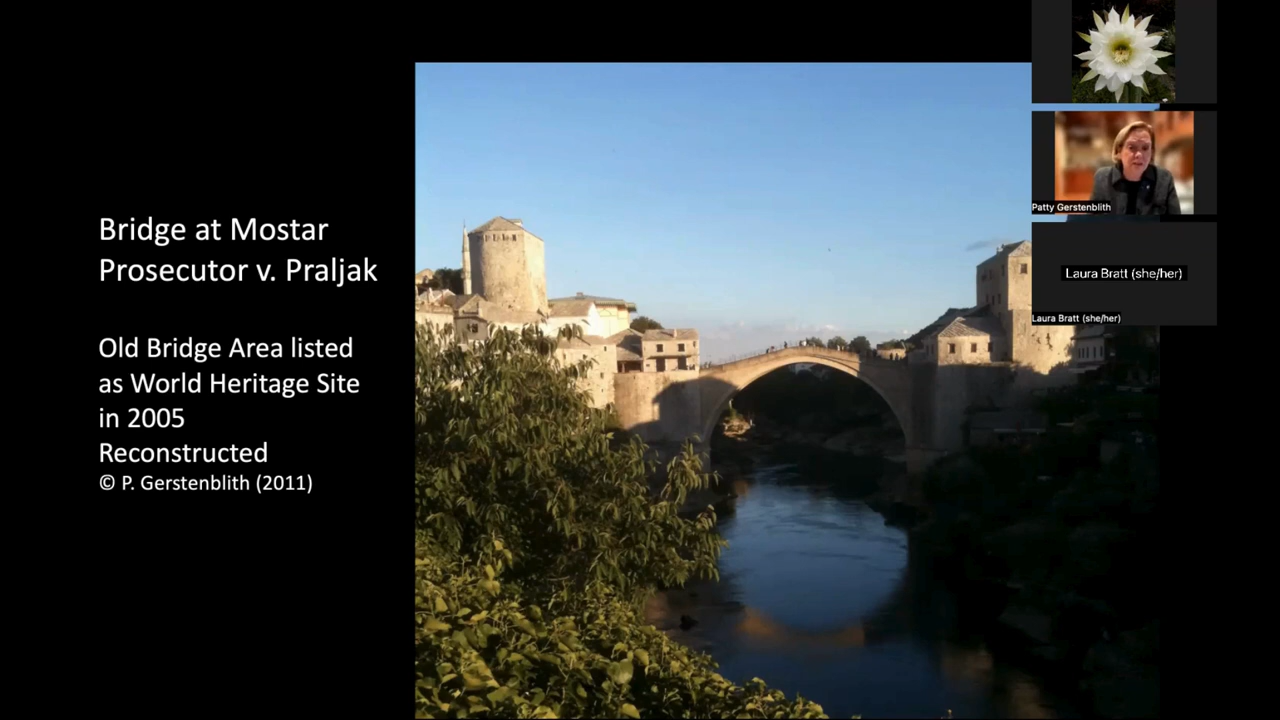 Bridge at Mostar
Prosecutor v. Praljak
Old Bridge Area listed
as World Heritage Site
in 2005
Reconstructed
© P. Gerstenblith (2011)
Patty Gerstenblith
Laura Bratt (she/her)
Laura Bratt (she/her)